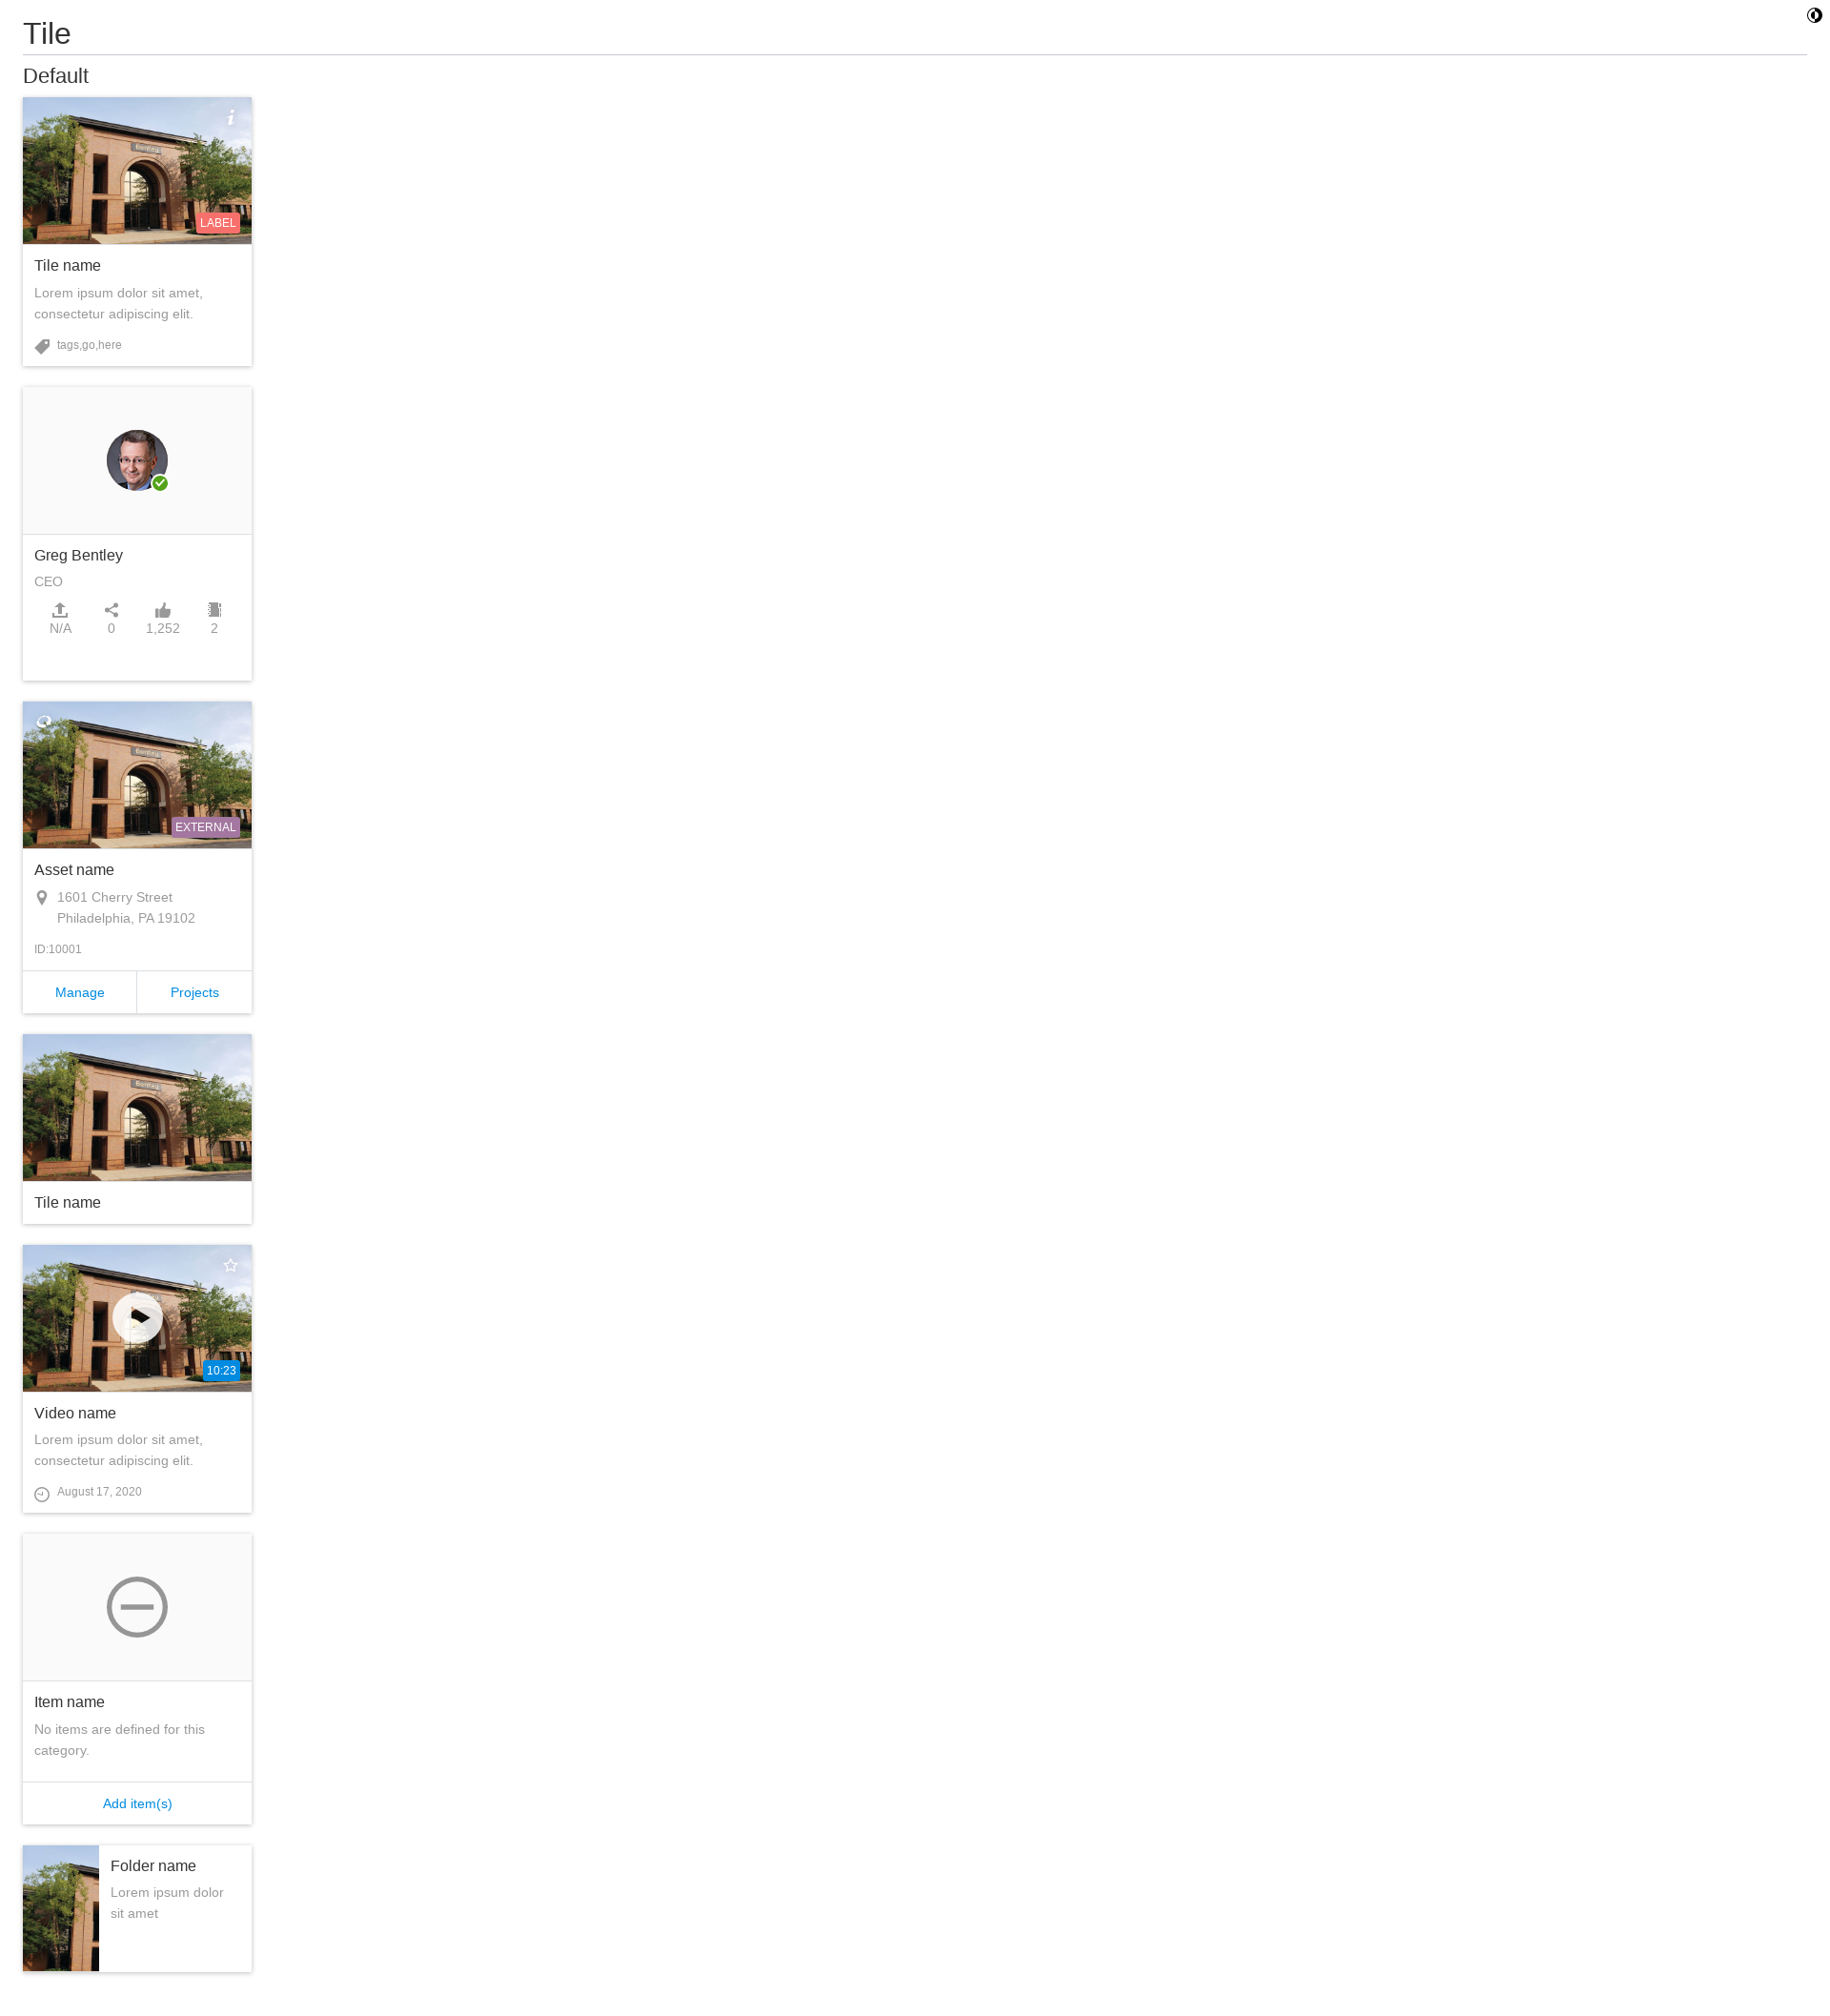 Tile
Default
Bentley
LABEL
Tile name
Lorem ipsum dolor sit amet,
consectetur adipiscing elit.
tags,go,here
Greg Bentley
CEO
N/A 0 1,252 2
Bentley
EXTERNAL
Asset name
1601 Cherry Street
Philadelphia, PA 19102
ID:10001
Manage Projects
Bentley
Tile name
10:23
Video name
Lorem ipsum dolor sit amet,
consectetur adipiscing elit.
August 17, 2020
Item name
No items are defined for this
category.
Add item(s)
Folder name
Lorem ipsum dolor
sit amet